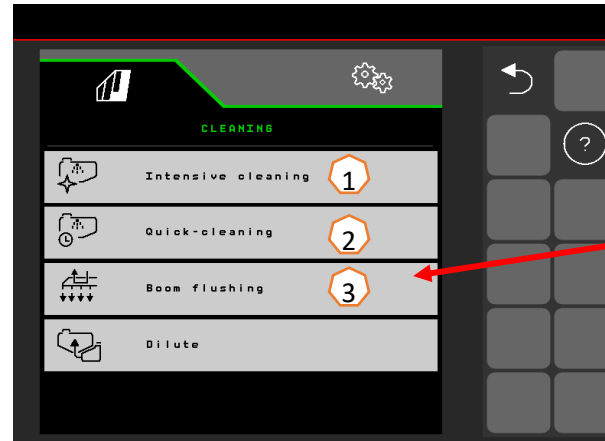 CLEANING
Intensive cleaning 1
?
Quick-cleaning 2
Boom flushing 3
Dilute